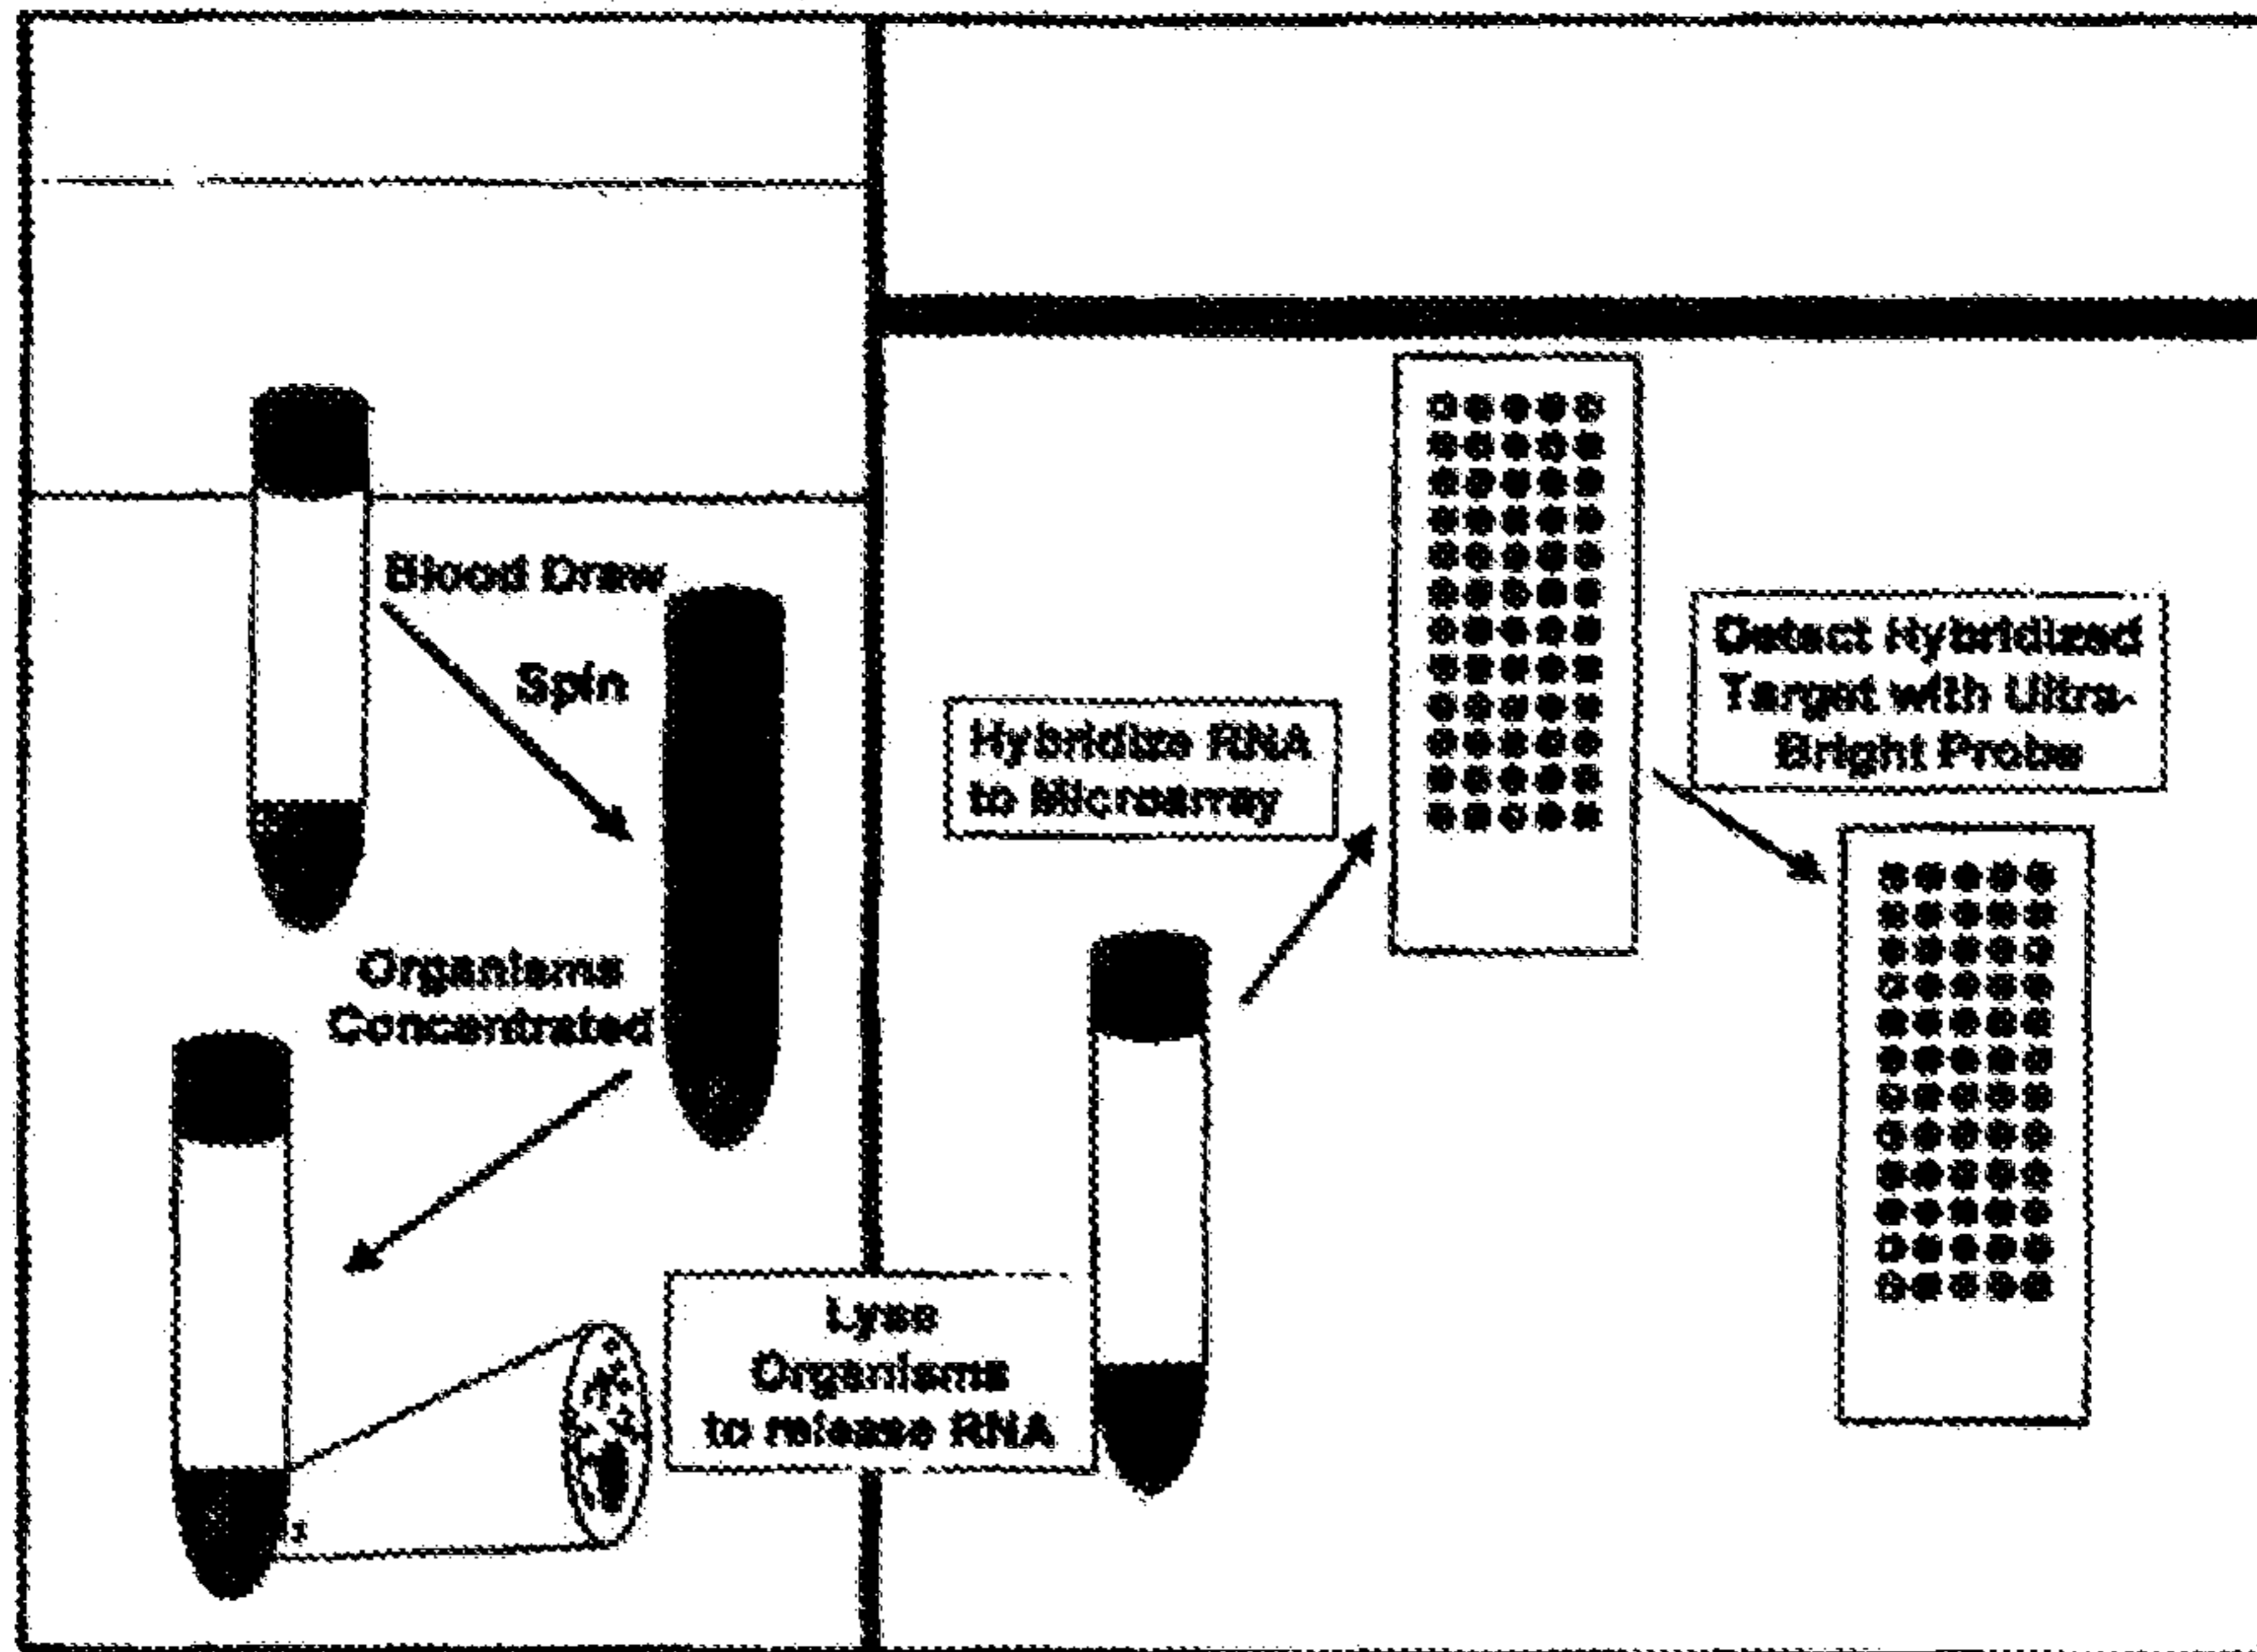 Blood Draw
Spin
Organisms
Concentrated
Lyse
Organisms
to release RNA
Hybridize RNA
to Microarray
Detect Hybridized
Target with Ultra-
Bright Probe